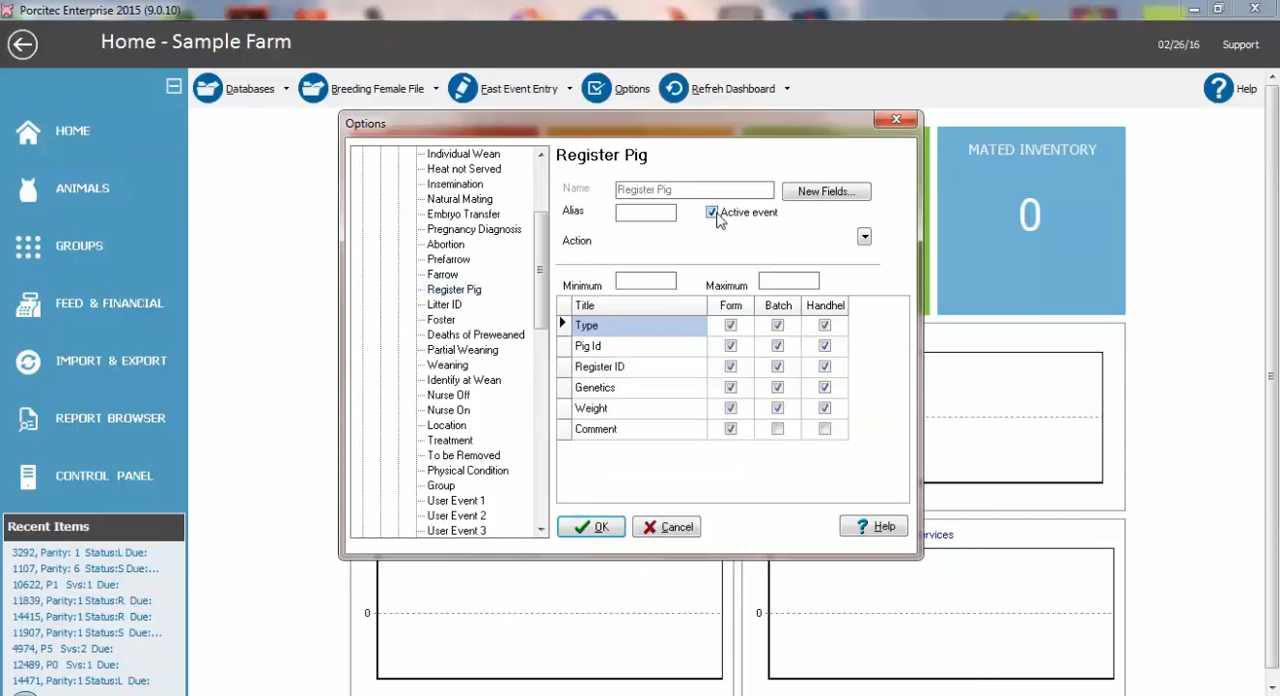 Porcitec Enterprise 2015 (9.0.10)
Home - Sample Farm
02/26/16
Support
Databases
Breeding Female File
Fast Event Entry
Options
Refreh Dashboard
Help
HOME
ANIMALS
GROUPS
FEED & FINANCIAL
IMPORT & EXPORT
REPORT BROWSER
CONTROL PANEL
Recent Items
3292, Parity: 1 Status:L Due:
1107, Parity: 6 Status:S Due:...
10622, P1 Svs:1 Due:
11839, Parity:1 Status:R Due:
14415, Parity:1 Status:R Due:
11907, Parity:1 Status:S Due:...
4974, P5 Svs:2 Due:
12489, P0 Svs:1 Due:
14471, Parity:1 Status:L Due:
Options
Individual Wean
Heat not Served
Insemination
Natural Mating
Embryo Transfer
Pregnancy Diagnosis
Abortion
Prefarrow
Farrow
Register Pig
Litter ID
Foster
Deaths of Preweaned
Partial Weaning
Weaning
Identify at Wean
Nurse Off
Nurse On
Location
Treatment
To be Removed
Physical Condition
Group
User Event 1
User Event 2
User Event 3
Register Pig
Name
Register Pig
New Fields...
Alias
Active event
Action
Minimum
Maximum
Title Form Batch Handhel
Type
Pig Id
Register ID
Genetics
Weight
Comment
OK
Cancel
Help
MATED INVENTORY
0
ervices
0
0